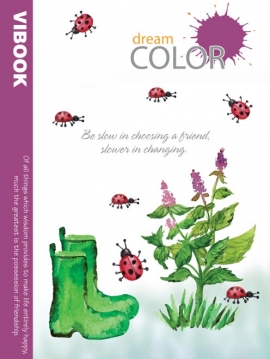 VIBOOK
Of all things which wisdom provides to make life entirely happy,
much the greatest is the possession of friendship.
dream
COLOR
Be slow in choosing a friend,
slower in changing.